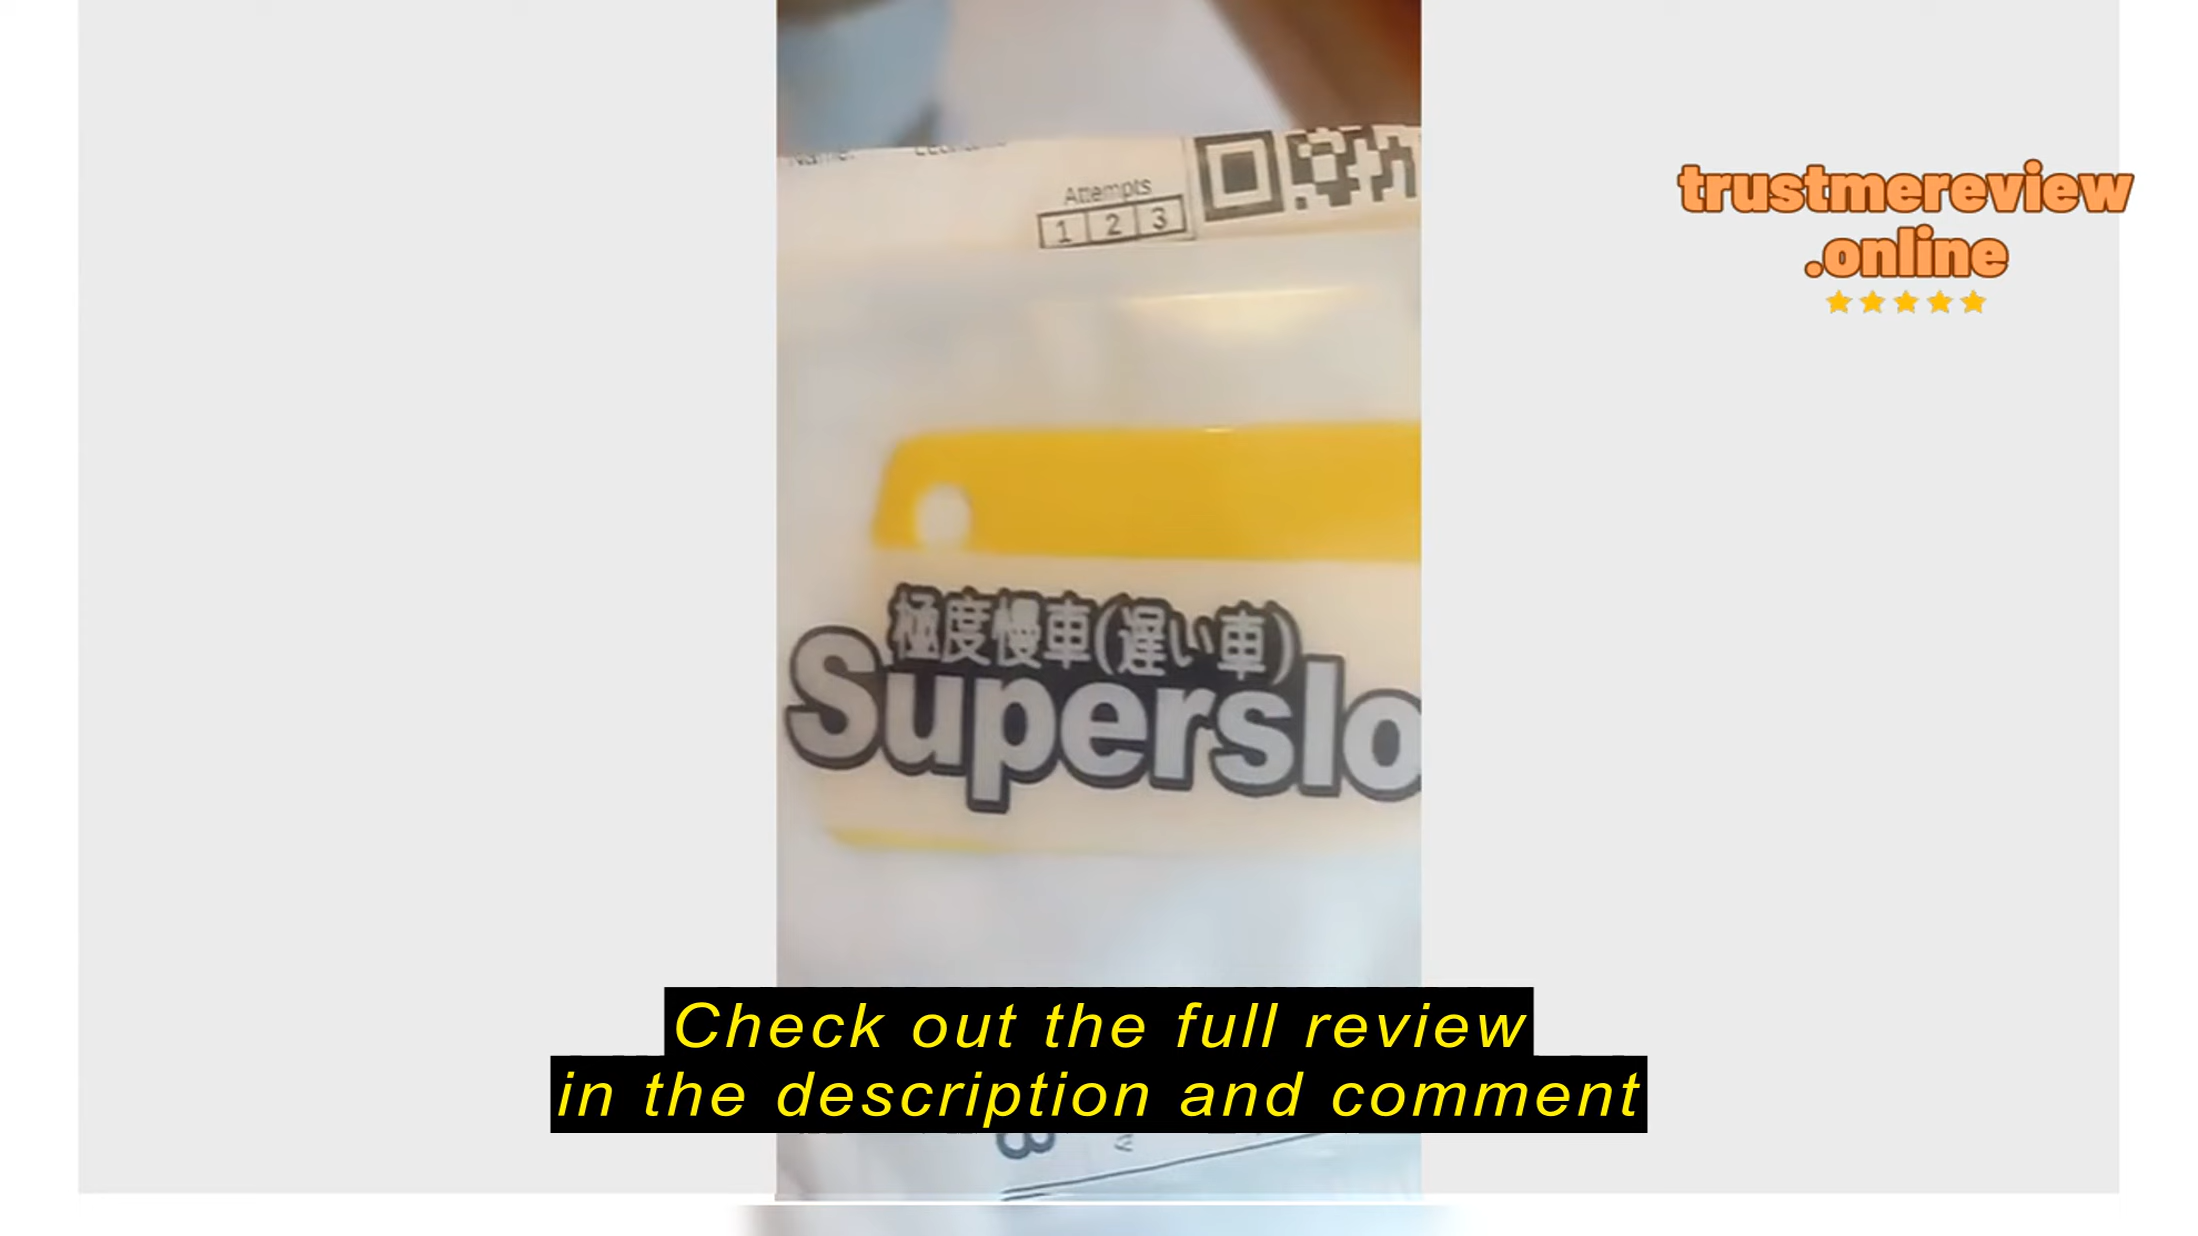 Attempts
1 2 3
trustmereview
.online
極度慢車(遅い車)
Superslo
Check out the full review
in the description and comment